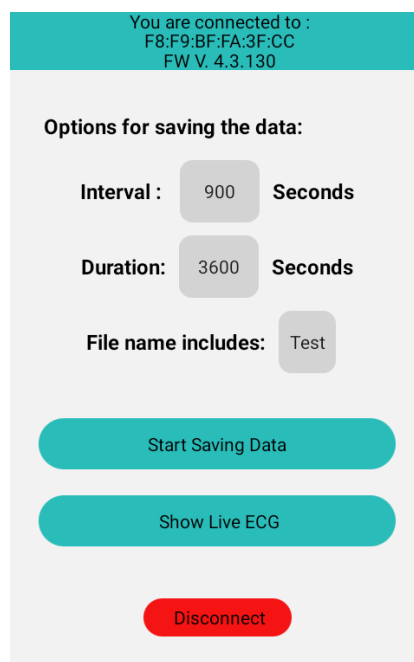 You are connected to :
F8:F9:BF:FA:3F:CC
FW V. 4.3.130
Options for saving the data:
Interval : 900 Seconds
Duration: 3600 Seconds
File name includes: Test
Start Saving Data
Show Live ECG
Disconnect